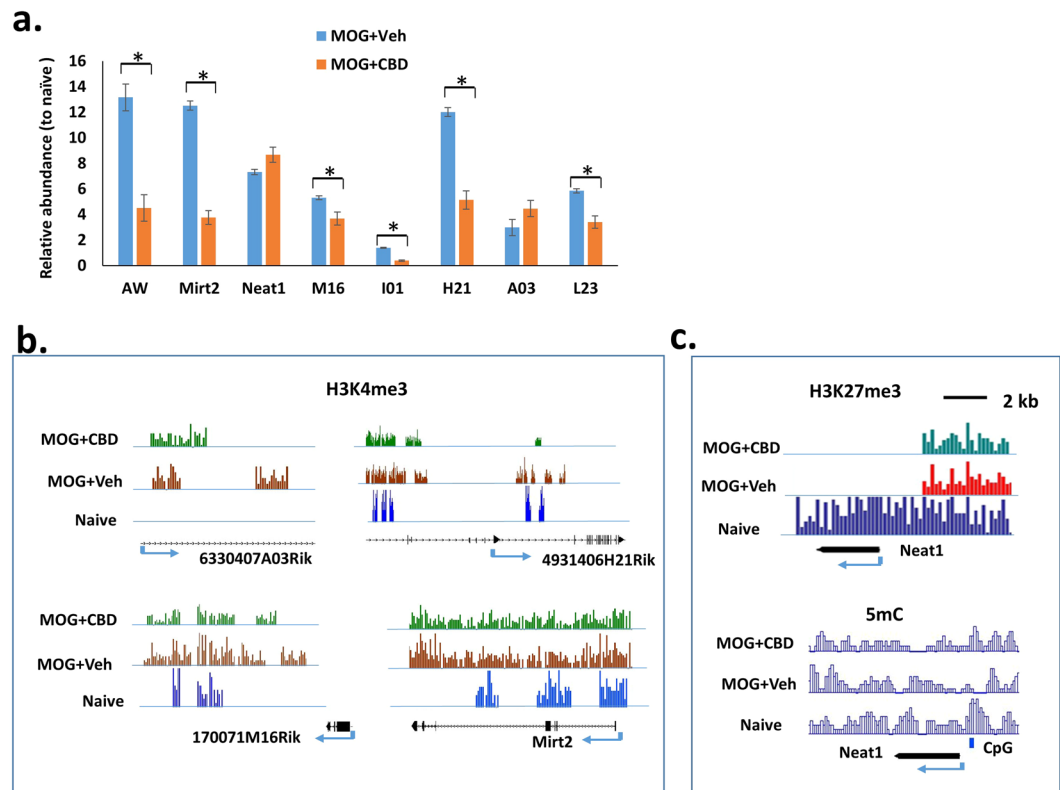 a.
MOG+Veh
MOG+CBD
Relative abundance (to naïve )
16
14
12
10
8
6
4
2
0
* * * * * *
AW Mirt2 Neat1 M16 I01 H21 A03 L23
b.
H3K4me3
MOG+CBD
MOG+Veh
Naive
6330407A03Rik
4931406H21Rik
MOG+CBD
MOG+Veh
Naive
170071M16Rik
Mirt2
c.
H3K27me3
2 kb
MOG+CBD
MOG+Veh
Naive
Neat1
5mC
MOG+CBD
MOG+Veh
Naive
Neat1
CpG